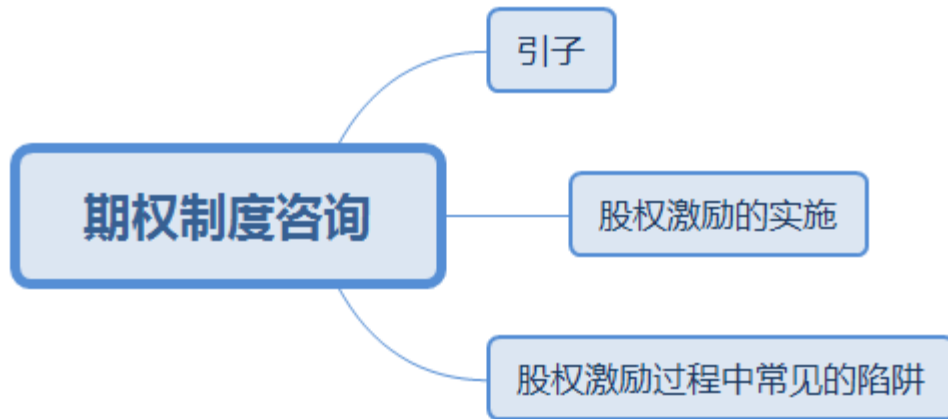 引子
期权制度咨询
股权激励的实施
股权激励过程中常见的陷阱